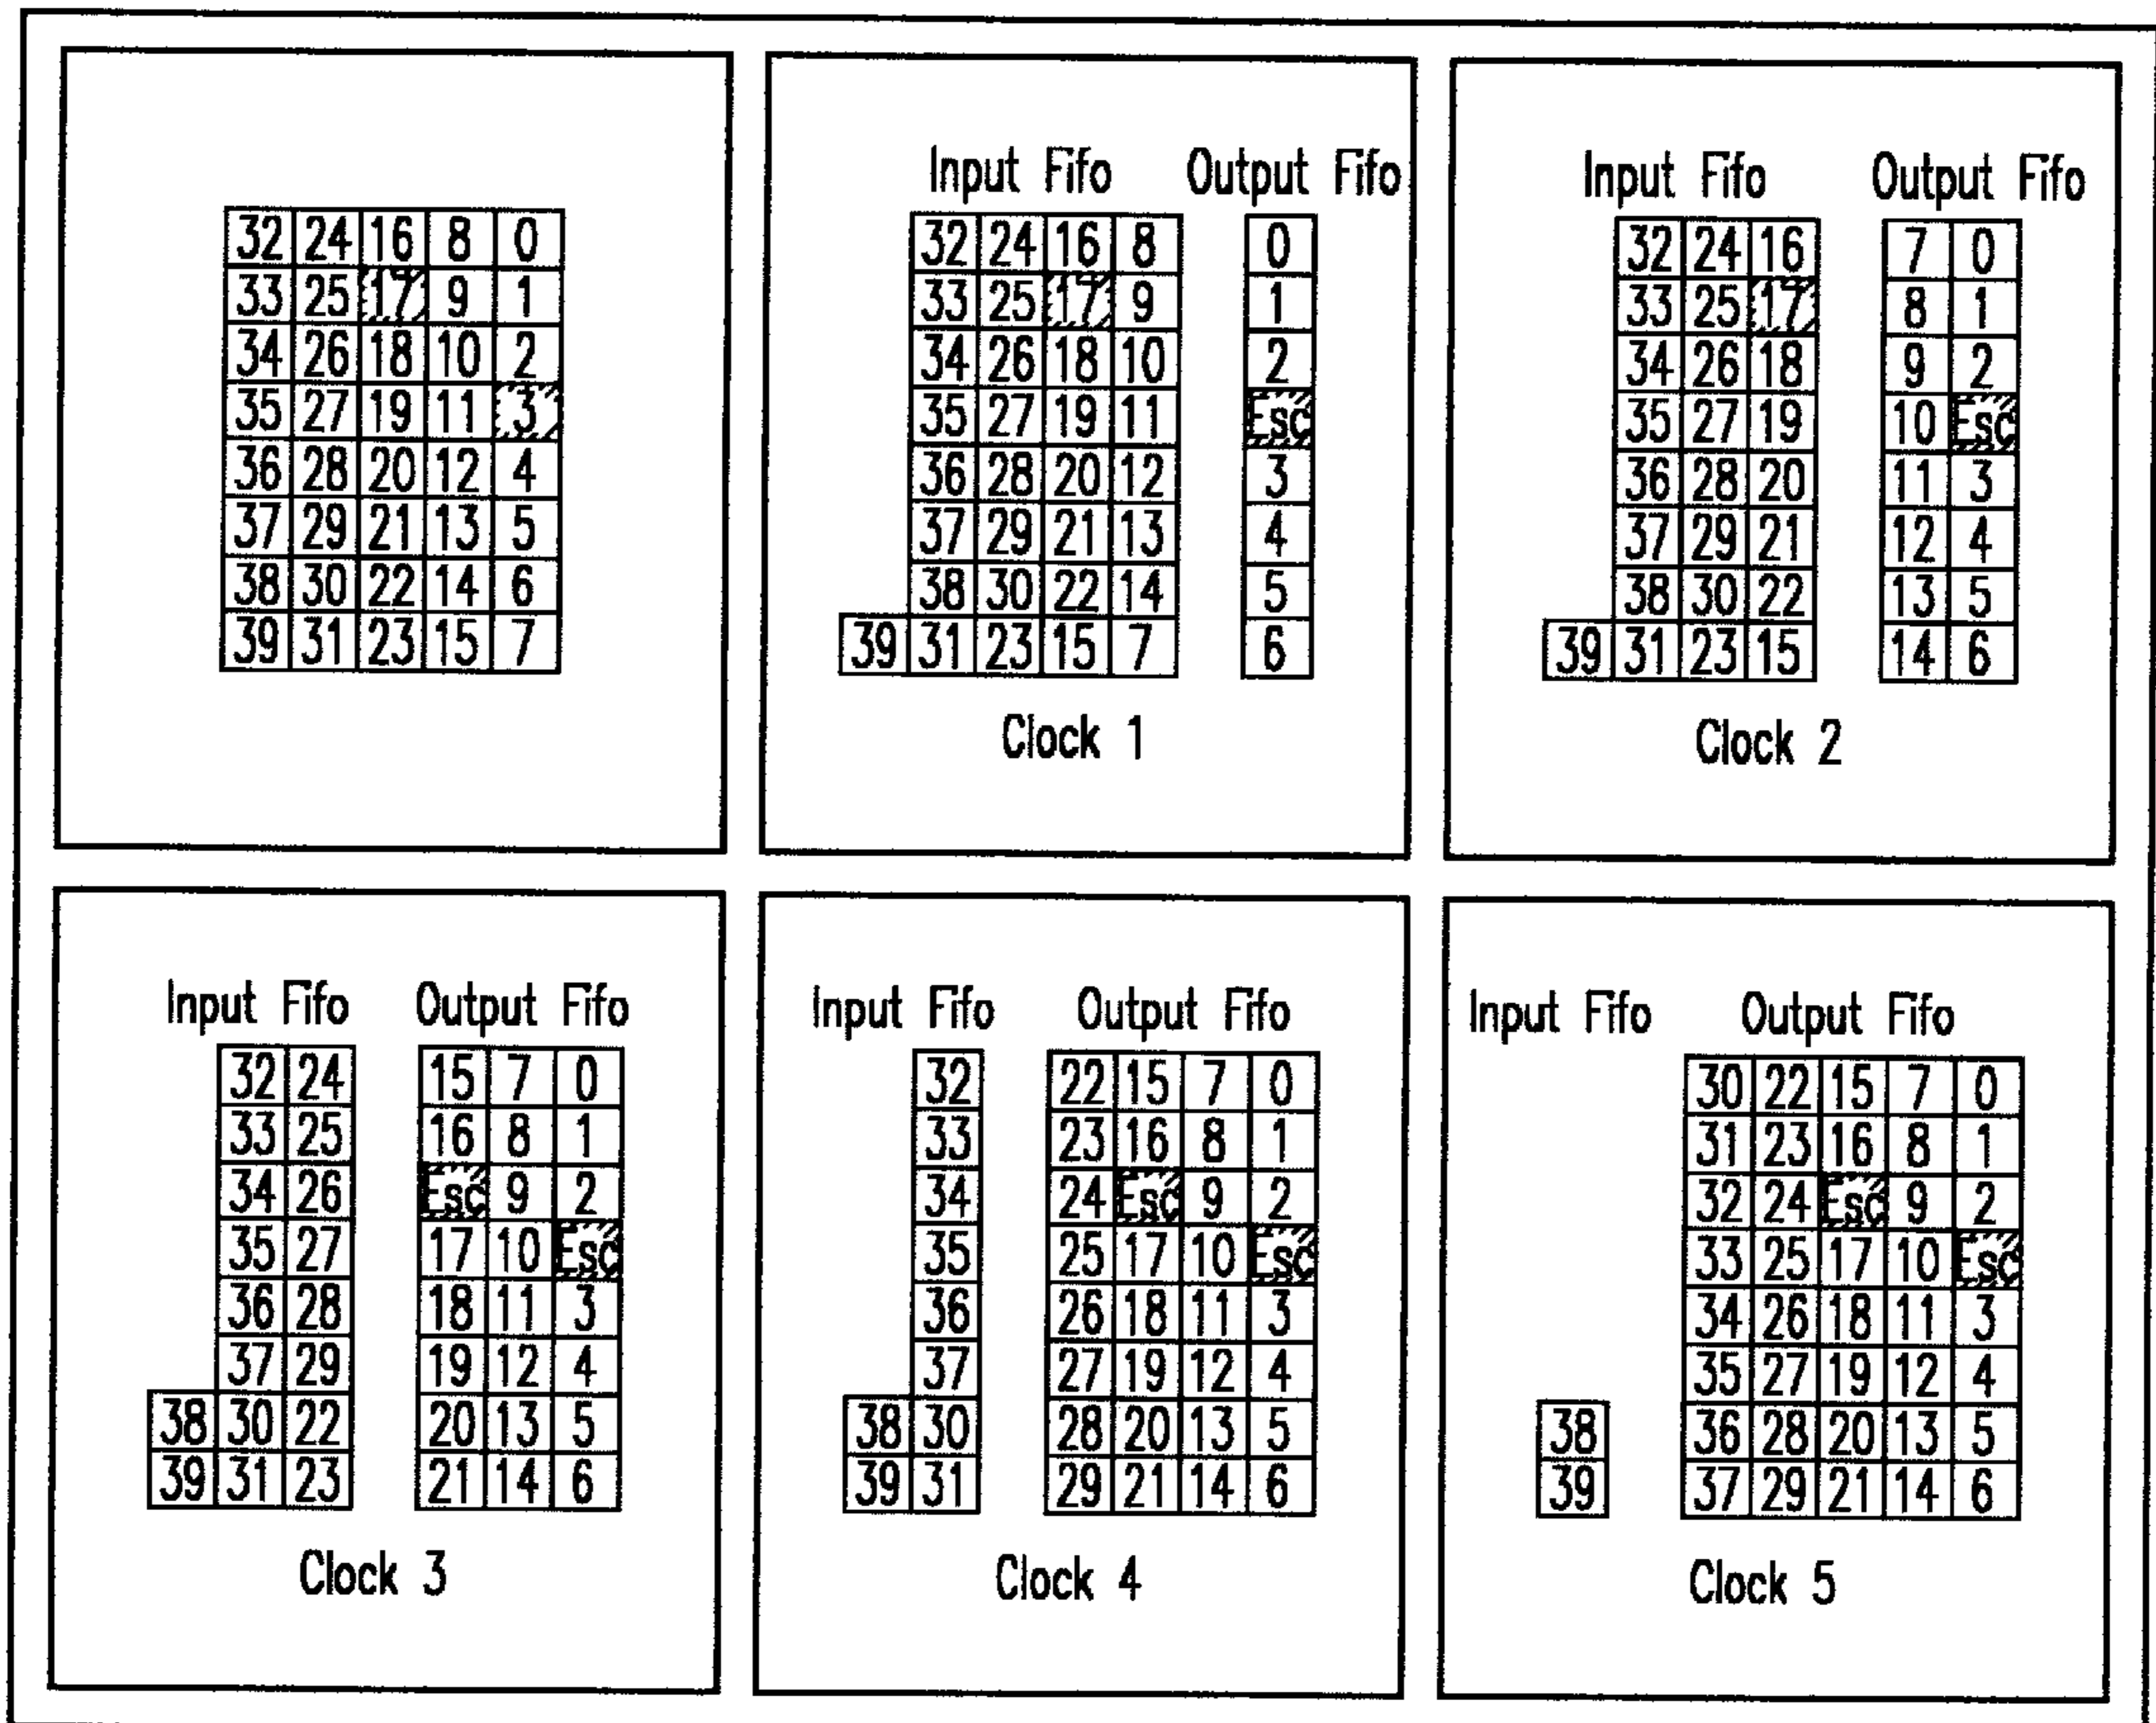 32 24 16 8 0
33 25 17 9 1
34 26 18 10 2
35 27 19 11 3
36 28 20 12 4
37 29 21 13 5
38 30 22 14 6
39 31 23 15 7
Input Fifo Output Fifo
32 24 16 8 0
33 25 17 9 1
34 26 18 10 2
35 27 19 11 Esc
36 28 20 12 3
37 29 21 13 4
38 30 22 14 5
39 31 23 15 7 6
Clock 1
Input Fifo Output Fifo
32 24 16 7 0
33 25 17 8 1
34 26 18 9 2
35 27 19 10 Esc
36 28 20 11 3
37 29 21 12 4
38 30 22 13 5
39 31 23 15 14 6
Clock 2
Input Fifo Output Fifo
32 24 15 7 0
33 25 16 8 1
34 26 Esc 9 2
35 27 17 10 Esc
36 28 18 11 3
37 29 19 12 4
38 30 22 20 13 5
39 31 23 21 14 6
Clock 3
Input Fifo Output Fifo
32 22 15 7 0
33 23 16 8 1
34 24 Esc 9 2
35 25 17 10 Esc
36 26 18 11 3
37 27 19 12 4
38 30 28 20 13 5
39 31 29 21 14 6
Clock 4
Input Fifo Output Fifo
30 22 15 7 0
31 23 16 8 1
32 24 Esc 9 2
33 25 17 10 Esc
34 26 18 11 3
35 27 19 12 4
38 36 28 20 13 5
39 37 29 21 14 6
Clock 5